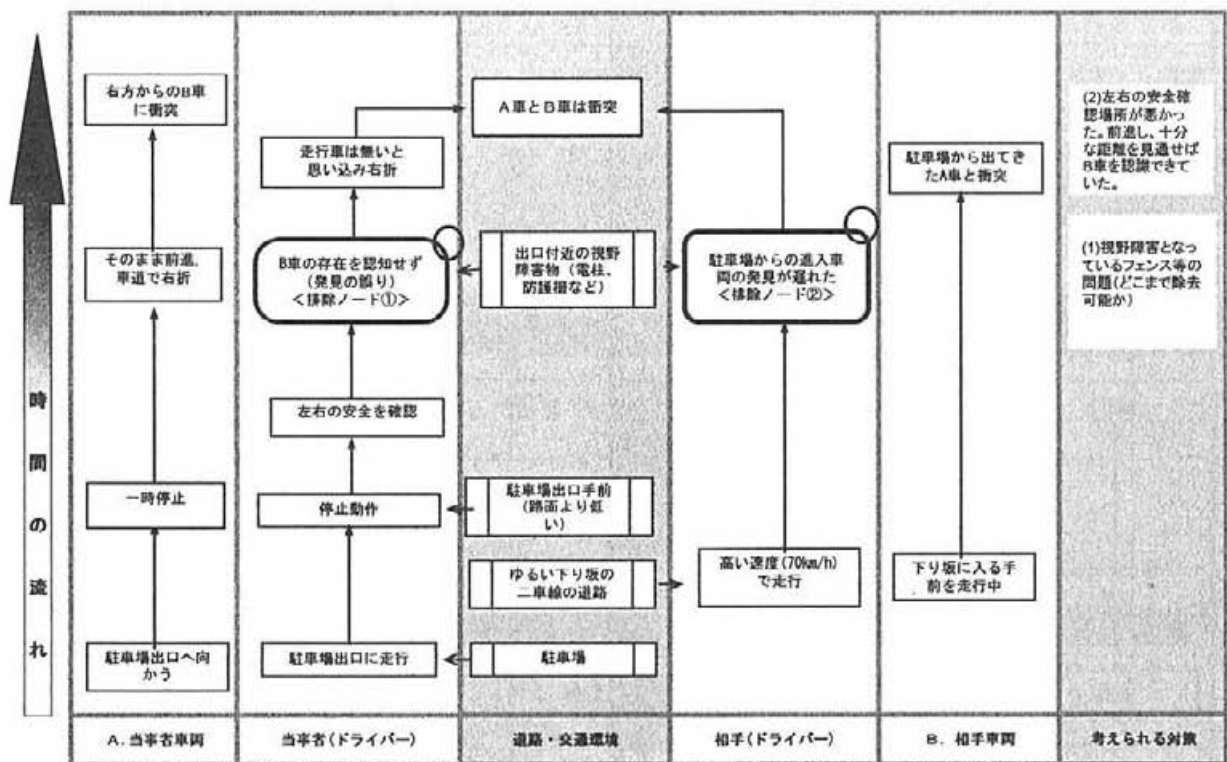 右方からのB車
に衝突
そのまま前進、
車道で右折
一時停止
駐車場出口へ向
かう
A. 当事者車両
走行車は無いと
思い込み右折
B車の存在を認知せず
(発見の誤り)
<排除ノード①>
左右の安全を確認
停止動作
駐車場出口に走行
当事者(ドライバー)
A車とB車は衝突
出口付近の視野
障害物(電柱、
防護柵など)
駐車場出口手前
(路面より低
い)
ゆるい下り坂の
二車線の道路
駐車場
道路・交通環境
駐車場からの進入車
両の発見が遅れた
<排除ノード②>
高い速度(70km/h)
で走行
相手(ドライバー)
駐車場から出てき
たA車と衝突
下り坂に入る手
前を走行中
B. 相手車両
(2)左右の安全確
認場所が悪かっ
た。前進し、十分
な距離を見通せば
B車を認識できて
いた。
(1)視野障害となっ
ているフェンス等の
問題(どこまで除去
可能か)
考えられる対策
時間の流れ